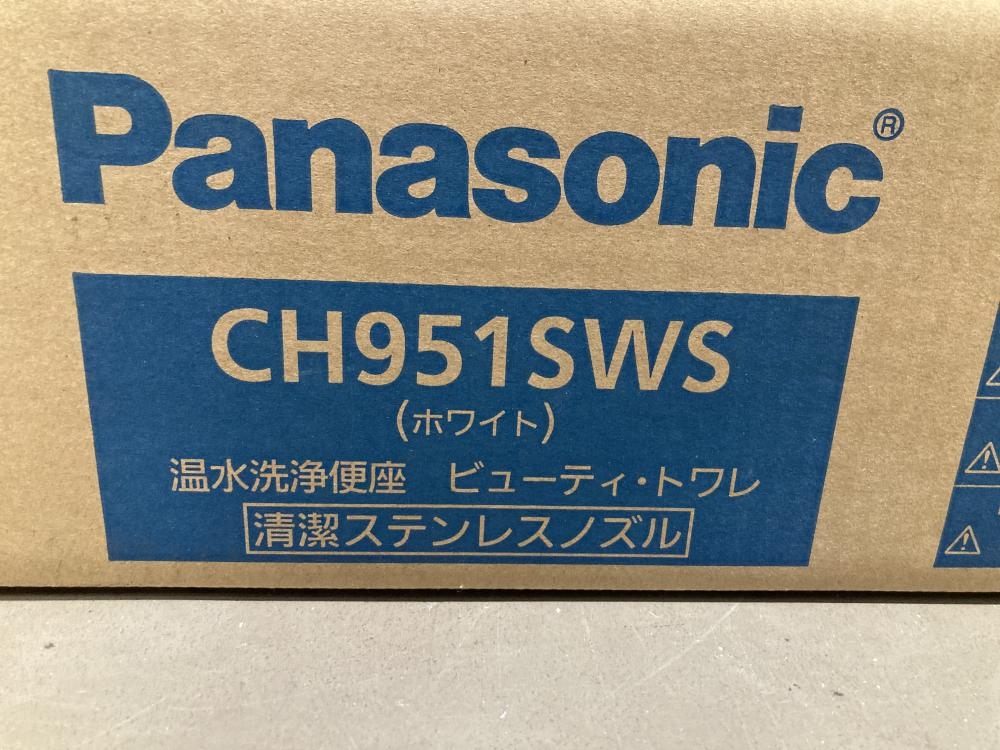 Panasonic®
CH951SWS
(ホワイト)
温水洗浄便座 ビューティ・トワレ
清潔ステンレスノズル